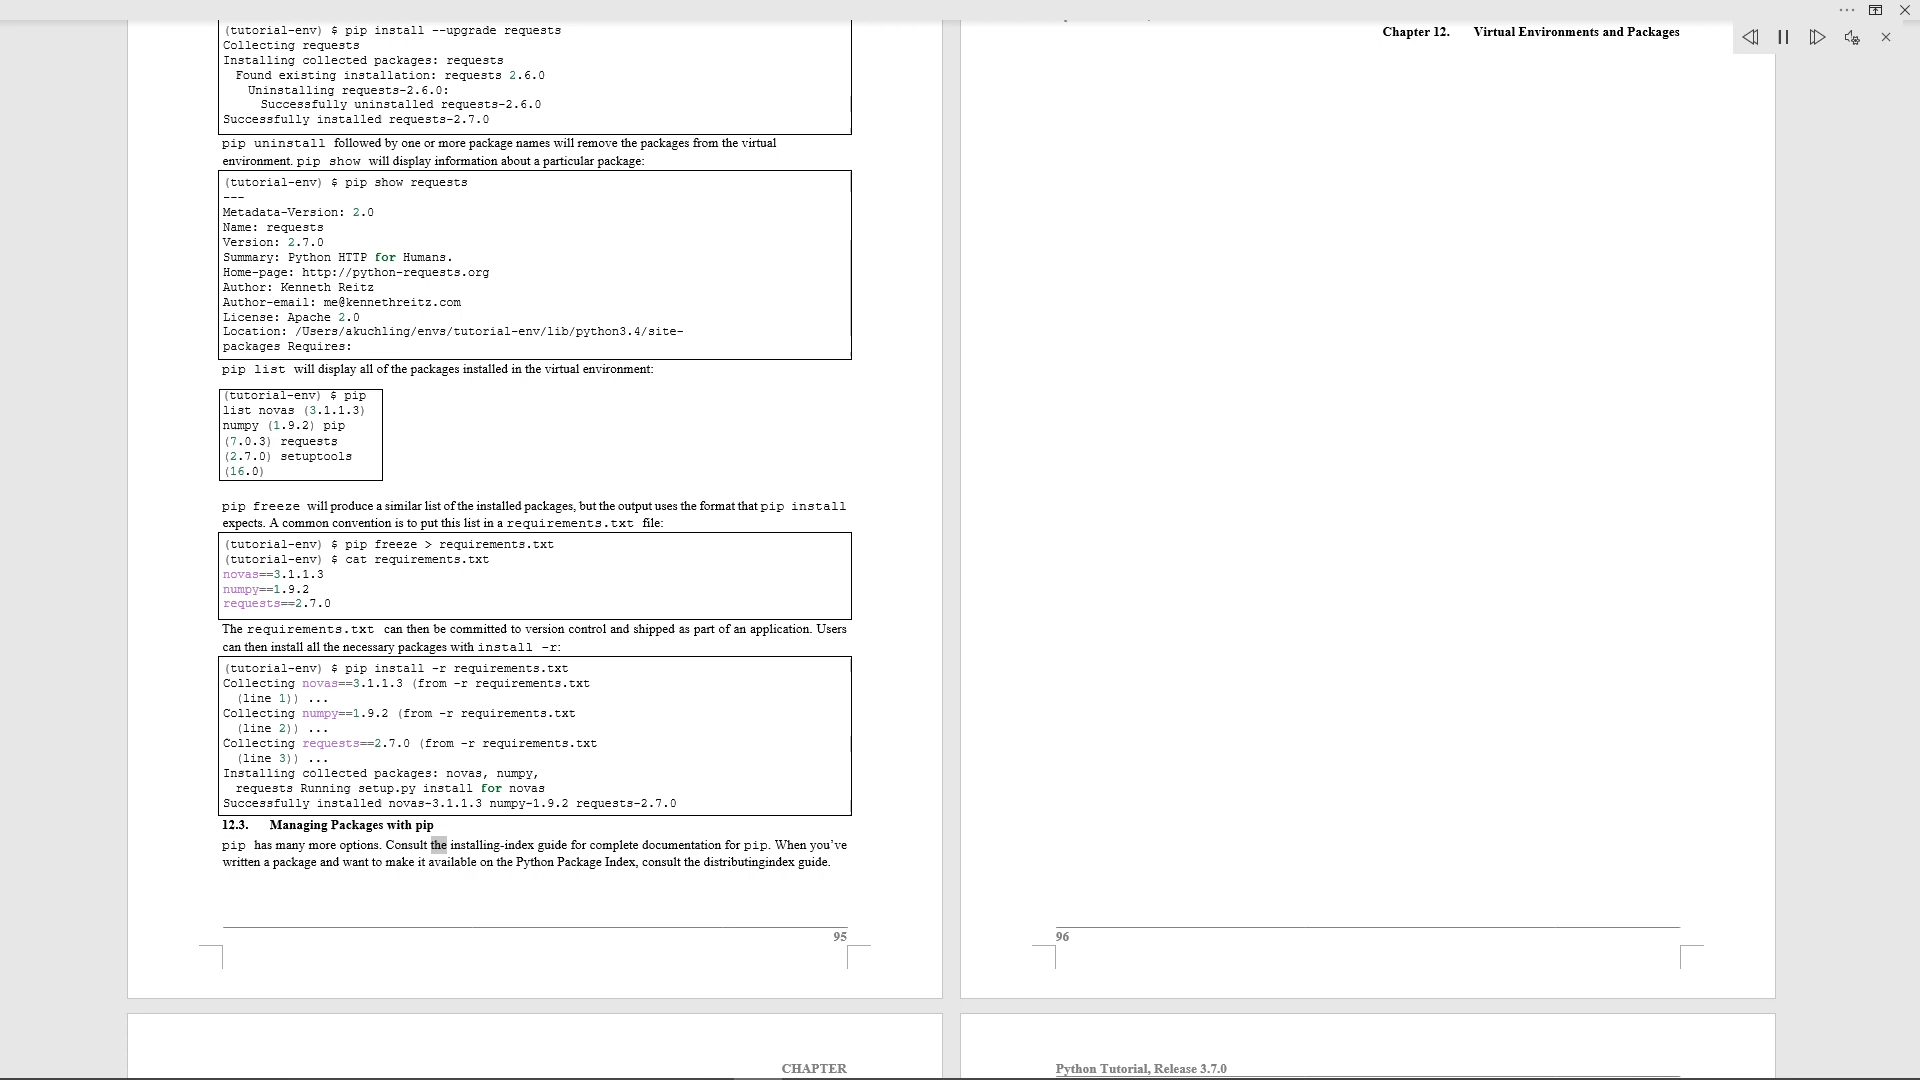 (tutorial-env) $ pip install --upgrade requests
Collecting requests
Installing collected packages: requests
Found existing installation: requests 2.6.0
Uninstalling requests-2.6.0:
Successfully uninstalled requests-2.6.0
Successfully installed requests-2.7.0
pip uninstall followed by one or more package names will remove the packages from the virtual
environment. pip show will display information about a particular package:
(tutorial-env) $ pip show requests
---
Metadata-Version: 2.0
Name: requests
Version: 2.7.0
Summary: Python HTTP for Humans.
Home-page: http://python-requests.org
Author: Kenneth Reitz
Author-email: me@kennethreitz.com
License: Apache 2.0
Location: /Users/akuchling/envs/tutorial-env/lib/python3.4/site-
packages Requires:
pip list will display all of the packages installed in the virtual environment:
(tutorial-env) $ pip
list novas (3.1.1.3)
numpy (1.9.2) pip
(7.0.3) requests
(2.7.0) setuptools
(16.0)
pip freeze will produce a similar list of the installed packages, but the output uses the format that pip install
expects. A common convention is to put this list in a requirements.txt file:
(tutorial-env) $ pip freeze > requirements.txt
(tutorial-env) $ cat requirements.txt
novas==3.1.1.3
numpy==1.9.2
requests==2.7.0
The requirements.txt can then be committed to version control and shipped as part of an application. Users
can then install all the necessary packages with install -r:
(tutorial-env) $ pip install -r requirements.txt
Collecting novas==3.1.1.3 (from -r requirements.txt
(line 1)) ...
Collecting numpy==1.9.2 (from -r requirements.txt
(line 2)) ...
Collecting requests==2.7.0 (from -r requirements.txt
(line 3)) ...
Installing collected packages: novas, numpy,
requests Running setup.py install for novas
Successfully installed novas-3.1.1.3 numpy-1.9.2 requests-2.7.0
12.3. Managing Packages with pip
pip has many more options. Consult the installing-index guide for complete documentation for pip. When you've
written a package and want to make it available on the Python Package Index, consult the distributingindex guide.
95
Chapter 12. Virtual Environments and Packages
96
CHAPTER
Python Tutorial, Release 3.7.0